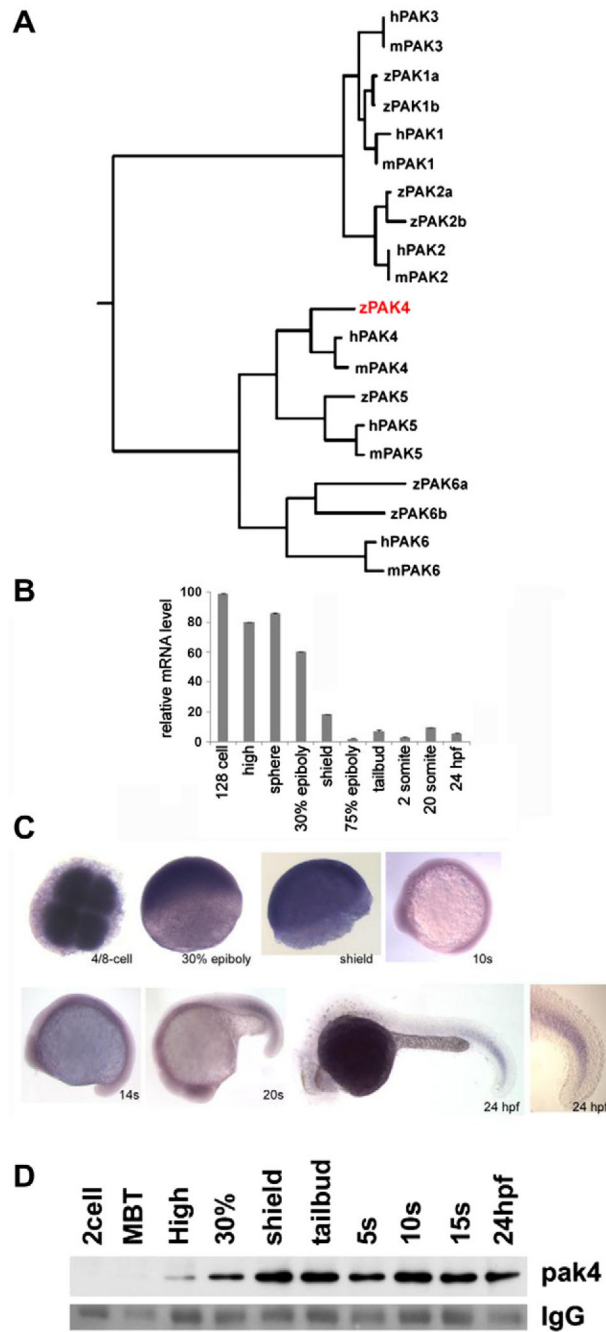 A
hPAK3
mPAK3
zPAK1a
zPAK1b
hPAK1
mPAK1
zPAK2a
zPAK2b
hPAK2
mPAK2
zPAK4
hPAK4
mPAK4
zPAK5
hPAK5
mPAK5
zPAK6a
zPAK6b
hPAK6
mPAK6
B
relative mRNA level
100
80
60
40
20
0
128 cell
high
sphere
30% epiboly
shield
75% epiboly
tailbud
2 somite
20 somite
24 hpf
C
4/8-cell
30% epiboly
shield
10s
14s
20s
24 hpf
24 hpf
D
2cell
MBT
High
30%
shield
tailbud
5s
10s
15s
24hpf
pak4
IgG